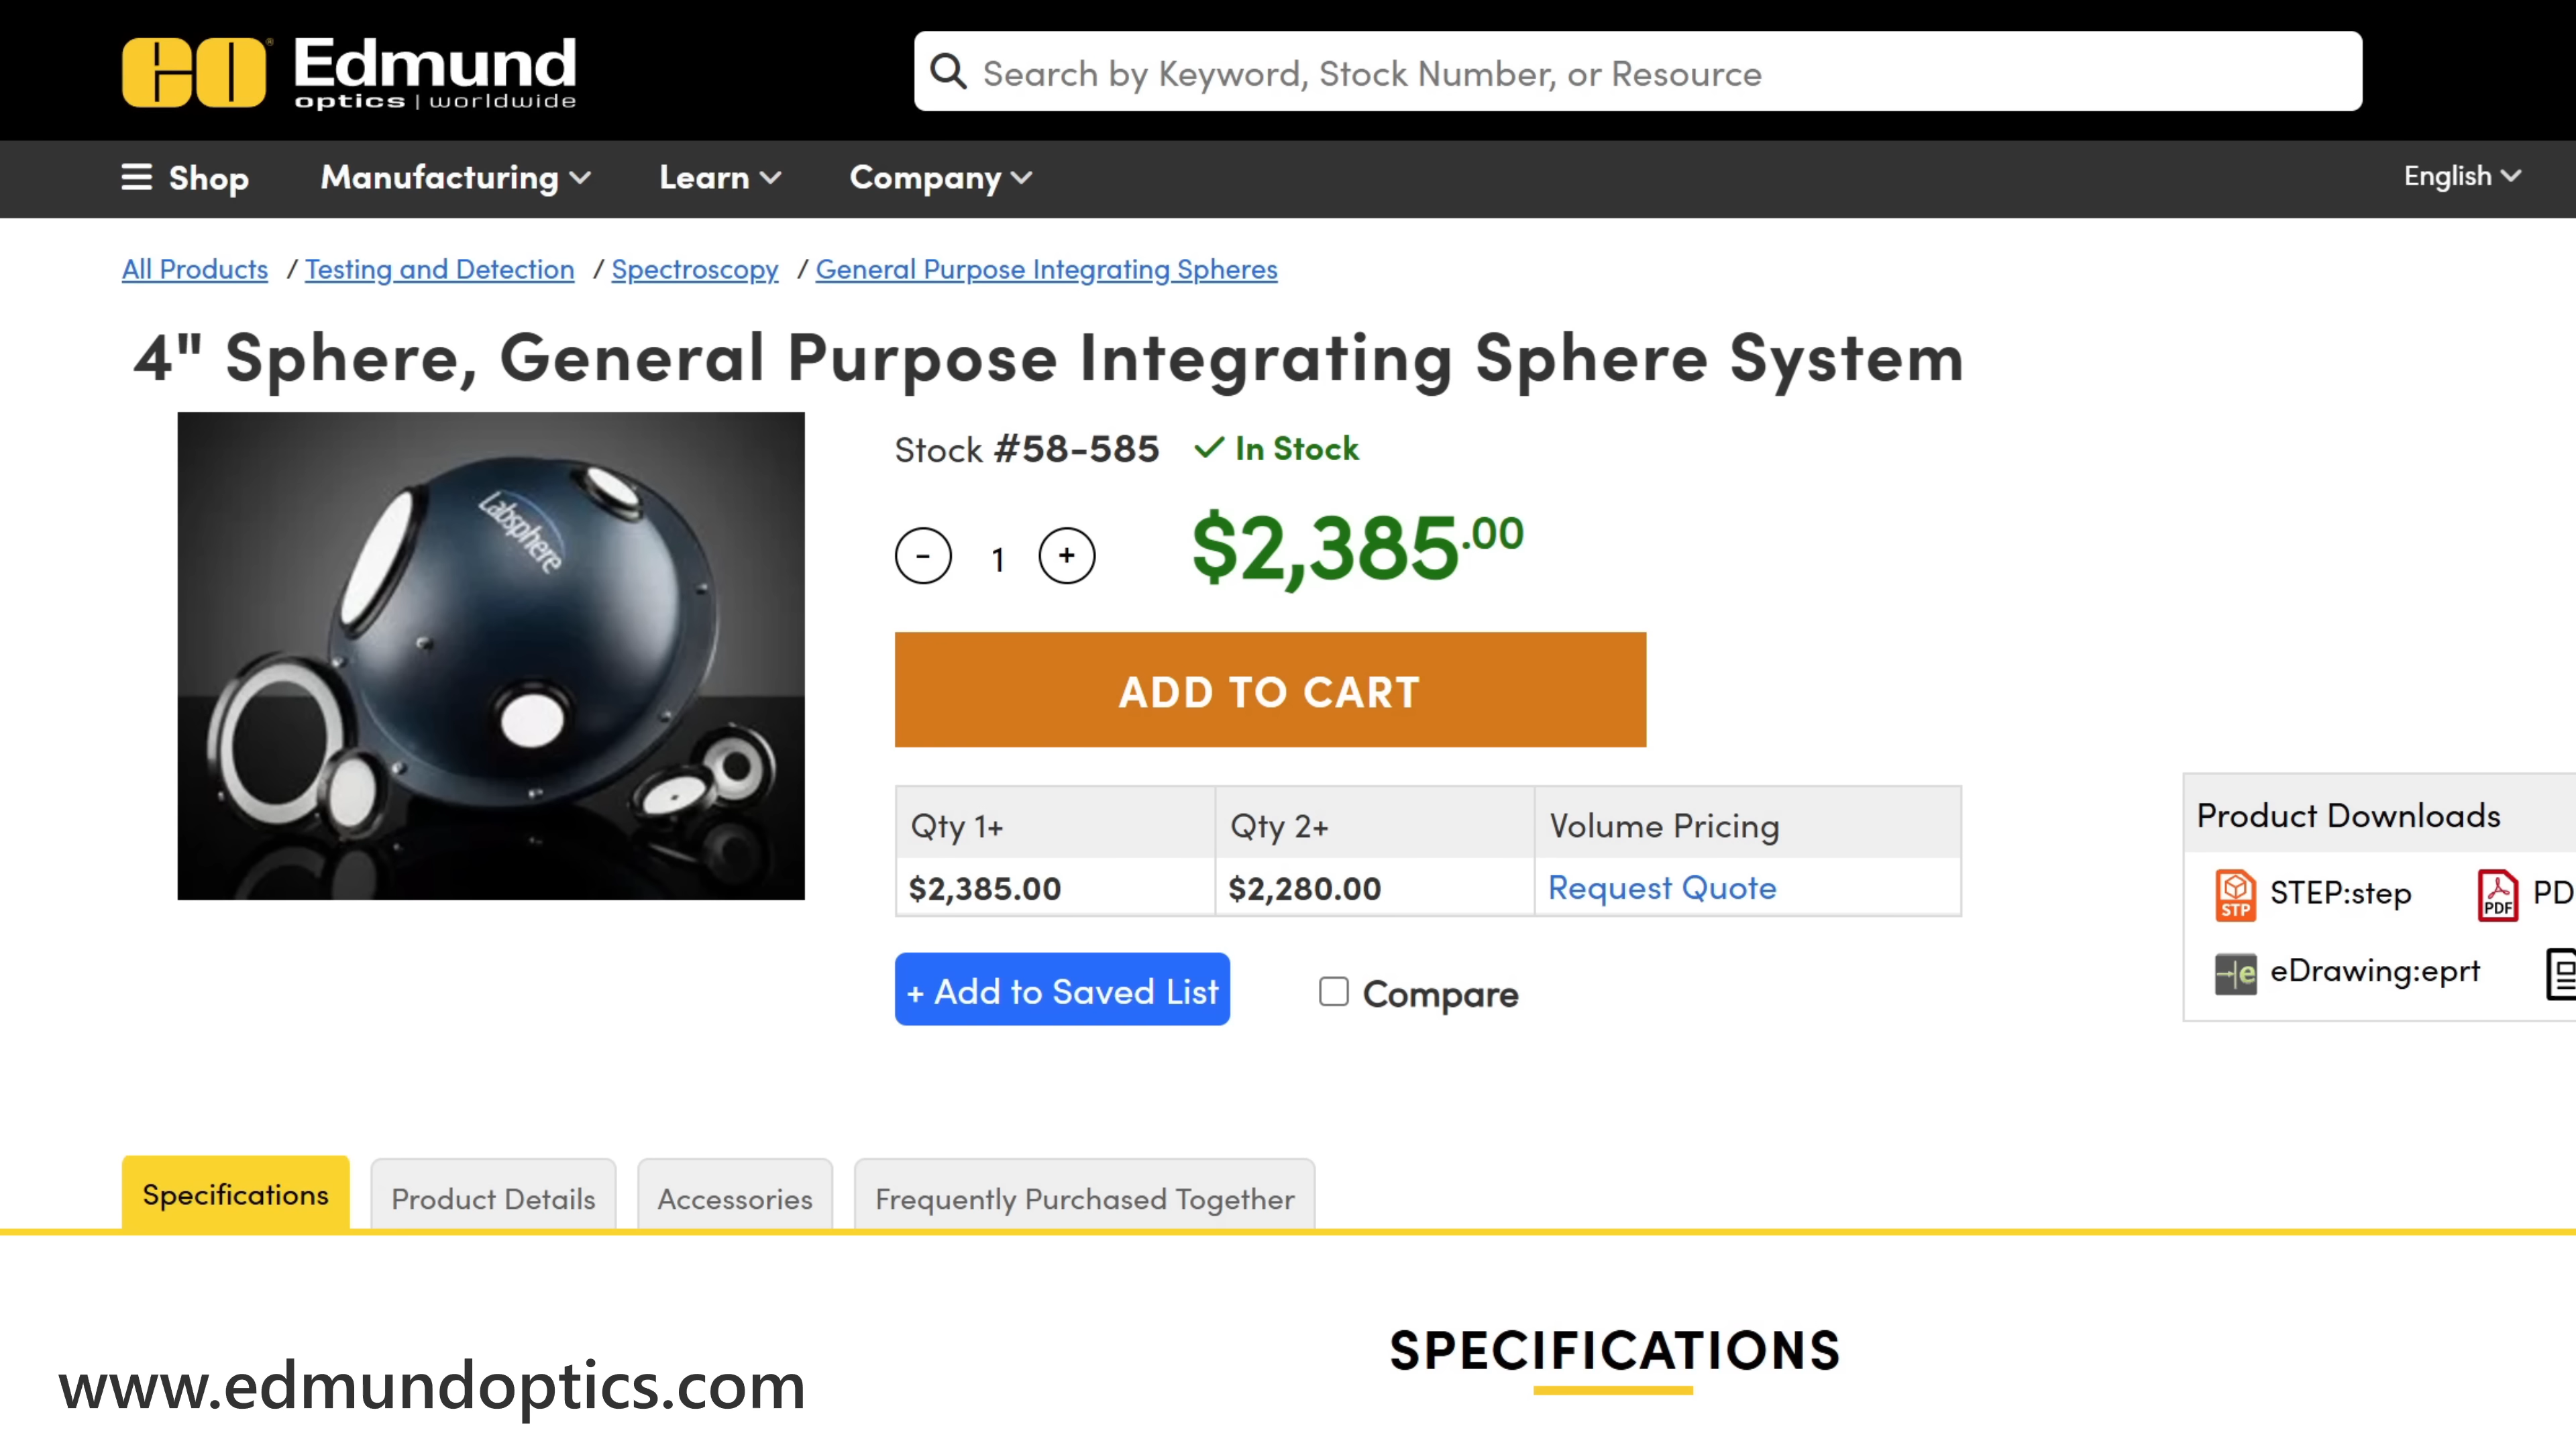 Edmund
optics | worldwide
Search by Keyword, Stock Number, or Resource
Shop Manufacturing Learn Company English
All Products / Testing and Detection / Spectroscopy / General Purpose Integrating Spheres
4" Sphere, General Purpose Integrating Sphere System
Labsphere
Stock #58-585 In Stock
- 1 + $2,385.00
ADD TO CART
Qty 1+ Qty 2+ Volume Pricing
$2,385.00 $2,280.00 Request Quote
+ Add to Saved List Compare
Product Downloads
STP STEP:step PDF PD
e eDrawing:eprt
Specifications Product Details Accessories Frequently Purchased Together
SPECIFICATIONS
www.edmundoptics.com